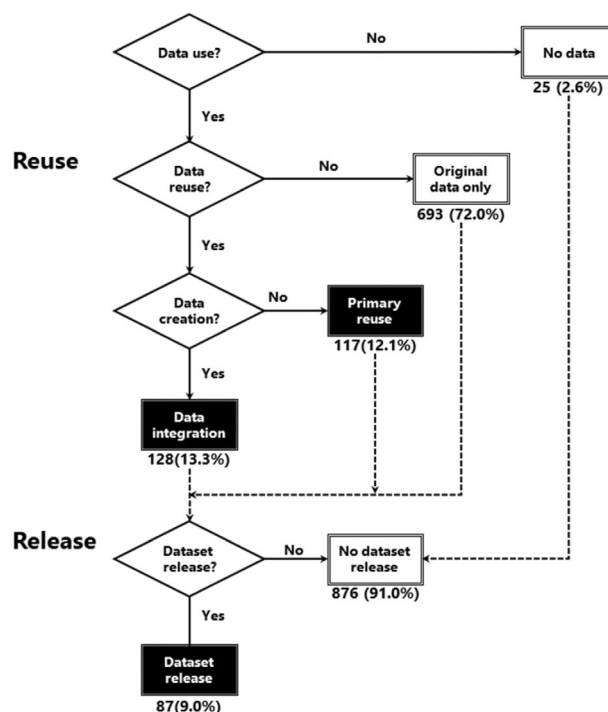 Data use?
No
No data
25 (2.6%)
Yes
Reuse
Data
reuse?
No
Original
data only
693 (72.0%)
Yes
Data
creation?
No
Primary
reuse
117(12.1%)
Yes
Data
integration
128(13.3%)
Release
Dataset
release?
No
No dataset
release
876 (91.0%)
Yes
Dataset
release
87(9.0%)